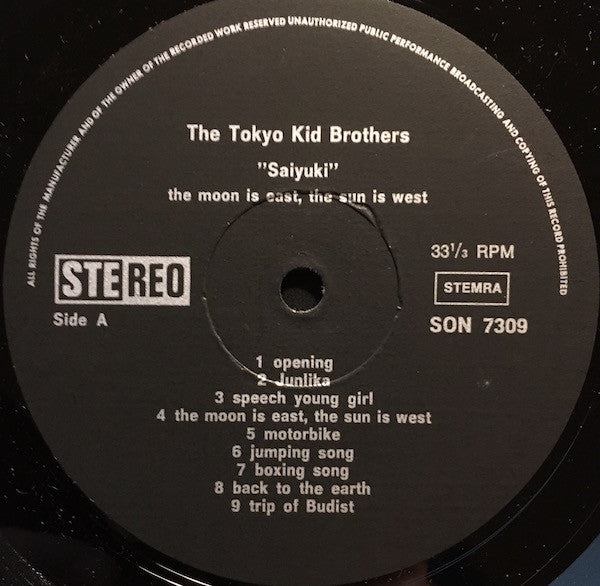 ALL RIGHTS OF THE MANUFACTURER AND OF THE OWNER OF THE RECORDED WORK RESERVED UNAUTHORIZED PUBLIC PERFORMANCE BROADCASTING AND COPYING OF THIS RECORD PROHIBITED
The Tokyo Kid Brothers
"Saiyuki"
the moon is east, the sun is west
STEREO
Side A
33⅓ RPM
STEMRA
SON 7309
1 opening
2 Junlika
3 speech young girl
4 the moon is east, the sun is west
5 motorbike
6 jumping song
7 boxing song
8 back to the earth
9 trip of Budist